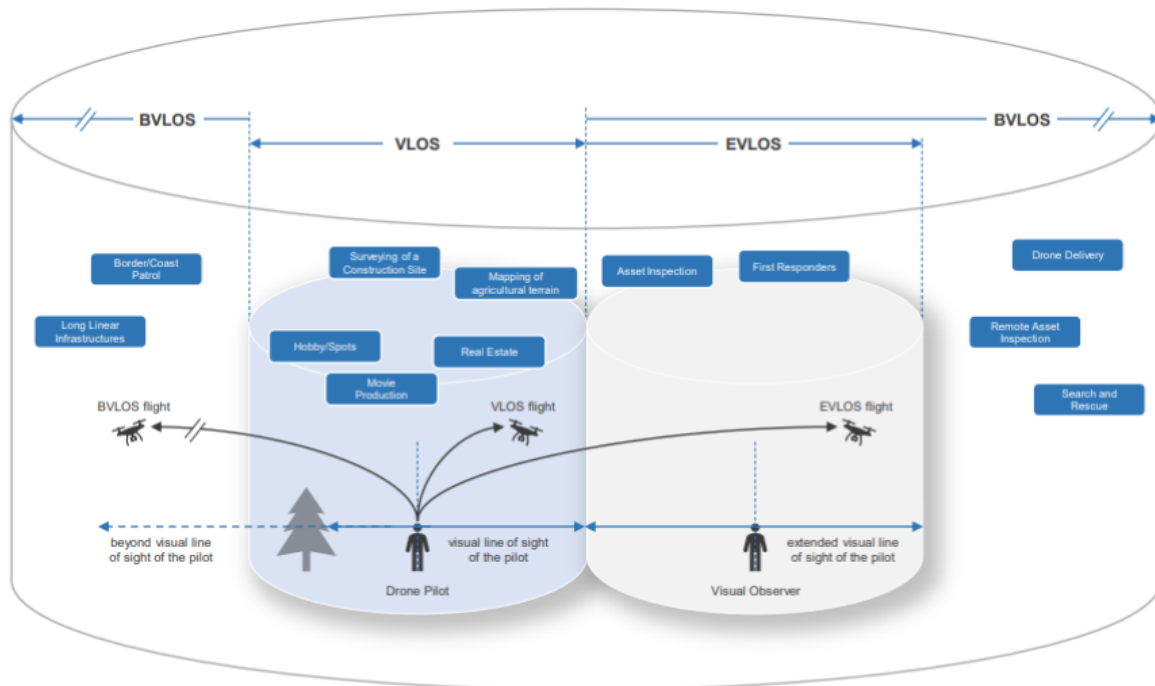 BVLOS
BVLOS
VLOS
EVLOS
Border/Coast
Patrol
Surveying of a
Construction Site
Mapping of
agricultural terrain
Asset Inspection
First Responders
Drone Delivery
Long Linear
Infrastructures
Hobby/Spots
Real Estate
Remote Asset
Inspection
Movie
Production
Search and
Rescue
BVLOS flight
VLOS flight
EVLOS flight
beyond visual line
of sight of the pilot
visual line of sight
of the pilot
extended visual line
of sight of the pilot
Drone Pilot
Visual Observer